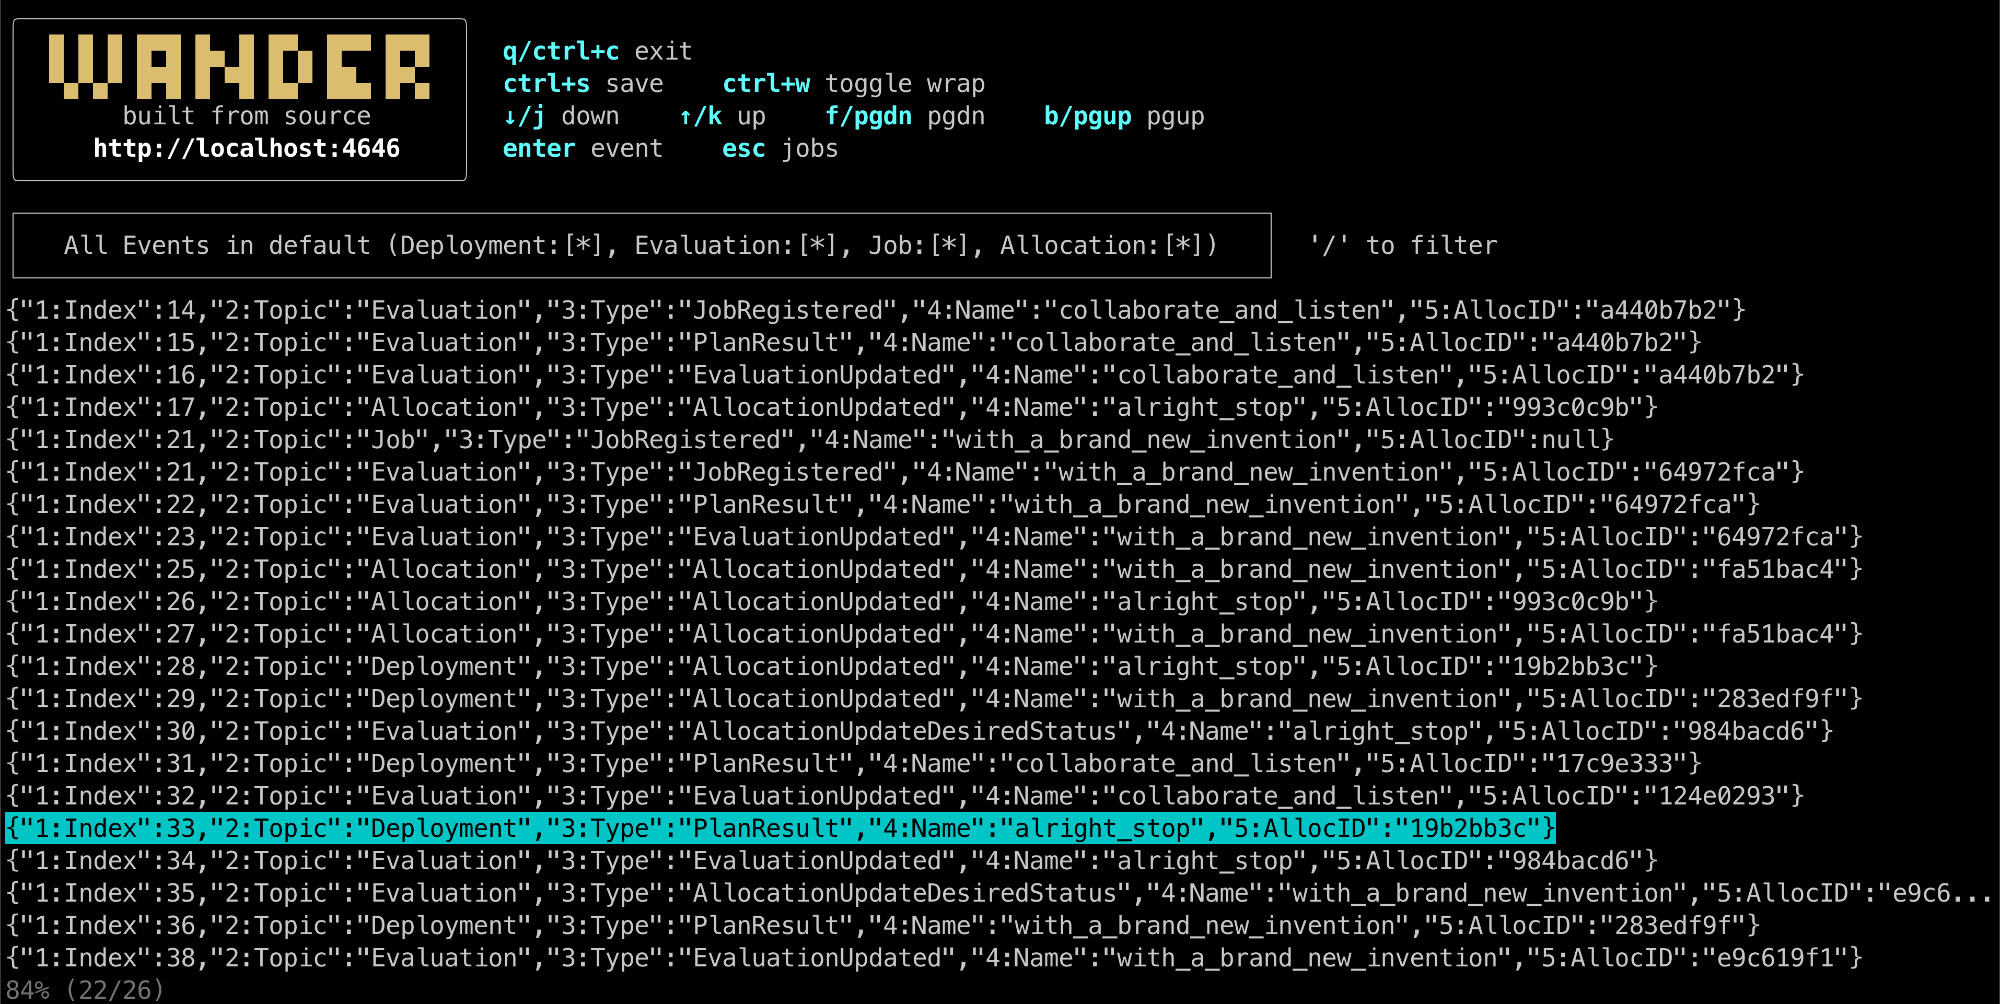 WANDER
built from source
http://localhost:4646
q/ctrl+c exit
ctrl+s save    ctrl+w toggle wrap
↓/j down    ↑/k up    f/pgdn pgdn    b/pgup pgup
enter event    esc jobs
All Events in default (Deployment:[*], Evaluation:[*], Job:[*], Allocation:[*])    '/' to filter
{"1:Index":14,"2:Topic":"Evaluation","3:Type":"JobRegistered","4:Name":"collaborate_and_listen","5:AllocID":"a440b7b2"}
{"1:Index":15,"2:Topic":"Evaluation","3:Type":"PlanResult","4:Name":"collaborate_and_listen","5:AllocID":"a440b7b2"}
{"1:Index":16,"2:Topic":"Evaluation","3:Type":"EvaluationUpdated","4:Name":"collaborate_and_listen","5:AllocID":"a440b7b2"}
{"1:Index":17,"2:Topic":"Allocation","3:Type":"AllocationUpdated","4:Name":"alright_stop","5:AllocID":"993c0c9b"}
{"1:Index":21,"2:Topic":"Job","3:Type":"JobRegistered","4:Name":"with_a_brand_new_invention","5:AllocID":null}
{"1:Index":21,"2:Topic":"Evaluation","3:Type":"JobRegistered","4:Name":"with_a_brand_new_invention","5:AllocID":"64972fca"}
{"1:Index":22,"2:Topic":"Evaluation","3:Type":"PlanResult","4:Name":"with_a_brand_new_invention","5:AllocID":"64972fca"}
{"1:Index":23,"2:Topic":"Evaluation","3:Type":"EvaluationUpdated","4:Name":"with_a_brand_new_invention","5:AllocID":"64972fca"}
{"1:Index":25,"2:Topic":"Allocation","3:Type":"AllocationUpdated","4:Name":"with_a_brand_new_invention","5:AllocID":"fa51bac4"}
{"1:Index":26,"2:Topic":"Allocation","3:Type":"AllocationUpdated","4:Name":"alright_stop","5:AllocID":"993c0c9b"}
{"1:Index":27,"2:Topic":"Allocation","3:Type":"AllocationUpdated","4:Name":"with_a_brand_new_invention","5:AllocID":"fa51bac4"}
{"1:Index":28,"2:Topic":"Deployment","3:Type":"AllocationUpdated","4:Name":"alright_stop","5:AllocID":"19b2bb3c"}
{"1:Index":29,"2:Topic":"Deployment","3:Type":"AllocationUpdated","4:Name":"with_a_brand_new_invention","5:AllocID":"283edf9f"}
{"1:Index":30,"2:Topic":"Evaluation","3:Type":"AllocationUpdateDesiredStatus","4:Name":"alright_stop","5:AllocID":"984bacd6"}
{"1:Index":31,"2:Topic":"Deployment","3:Type":"PlanResult","4:Name":"collaborate_and_listen","5:AllocID":"17c9e333"}
{"1:Index":32,"2:Topic":"Evaluation","3:Type":"EvaluationUpdated","4:Name":"collaborate_and_listen","5:AllocID":"124e0293"}
{"1:Index":33,"2:Topic":"Deployment","3:Type":"PlanResult","4:Name":"alright_stop","5:AllocID":"19b2bb3c"}
{"1:Index":34,"2:Topic":"Evaluation","3:Type":"EvaluationUpdated","4:Name":"alright_stop","5:AllocID":"984bacd6"}
{"1:Index":35,"2:Topic":"Evaluation","3:Type":"AllocationUpdateDesiredStatus","4:Name":"with_a_brand_new_invention","5:AllocID":"e9c6...
{"1:Index":36,"2:Topic":"Deployment","3:Type":"PlanResult","4:Name":"with_a_brand_new_invention","5:AllocID":"283edf9f"}
{"1:Index":38,"2:Topic":"Evaluation","3:Type":"EvaluationUpdated","4:Name":"with_a_brand_new_invention","5:AllocID":"e9c619f1"}
84% (22/26)